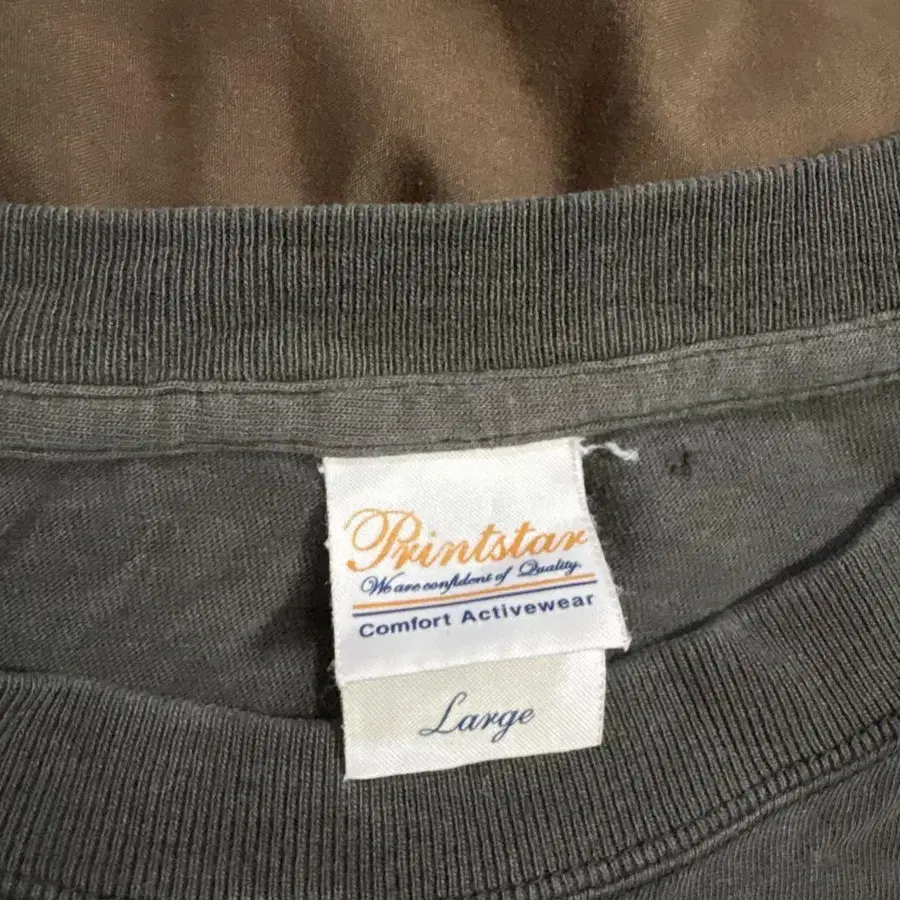 Printstar
We are confident of Quality.
Comfort Activewear
Large